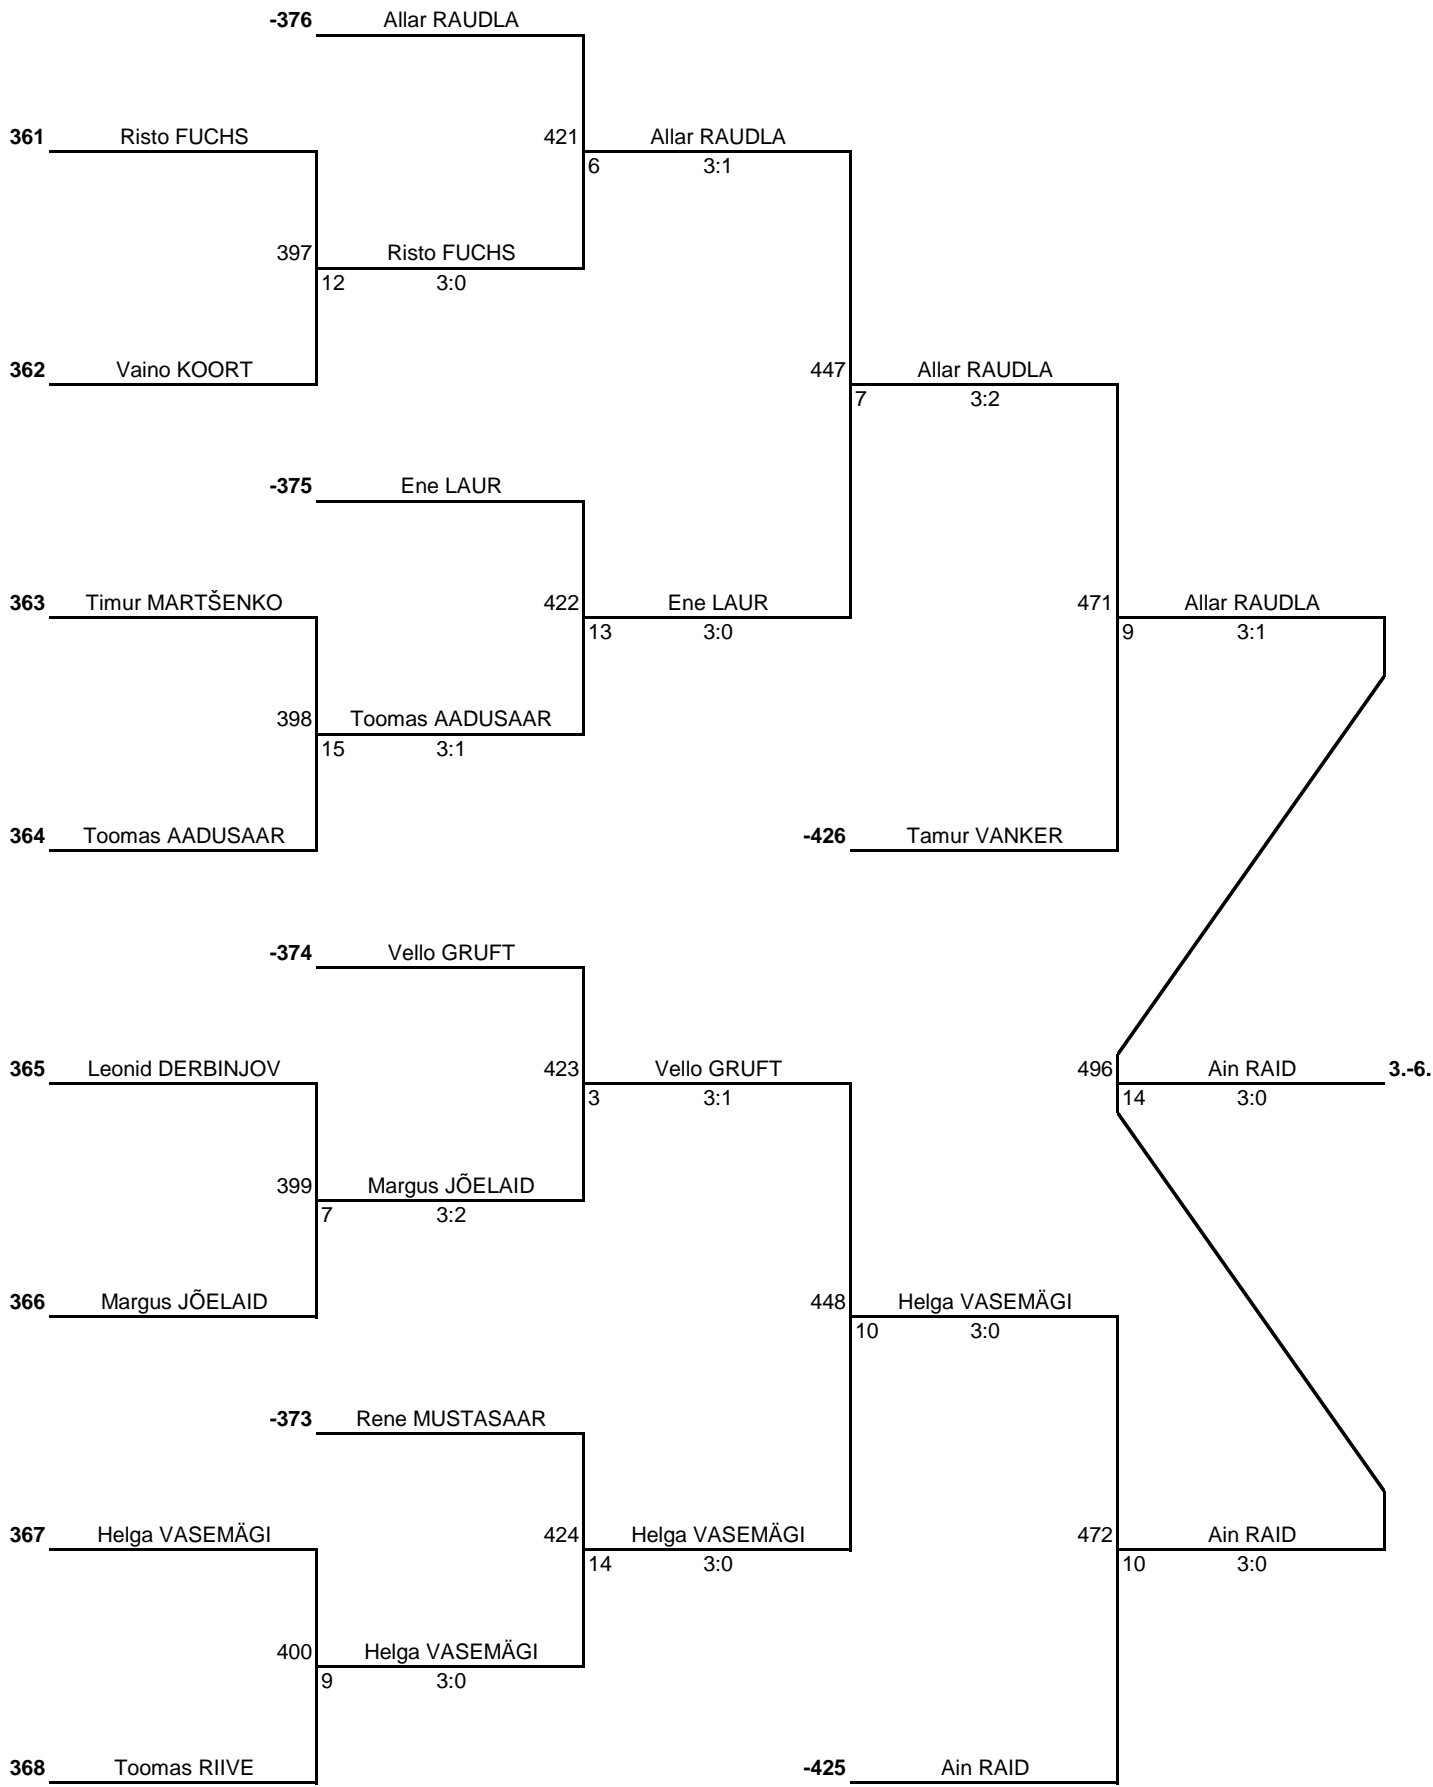 -376 Allar RAUDLA
361 Risto FUCHS 421 Allar RAUDLA
6 3:1
397 Risto FUCHS
12 3:0
362 Vaino KOORT 447 Allar RAUDLA
7 3:2
-375 Ene LAUR
363 Timur MARTŠENKO 422 Ene LAUR 471 Allar RAUDLA
13 3:0 9 3:1
398 Toomas AADUSAAR
15 3:1
364 Toomas AADUSAAR -426 Tamur VANKER
-374 Vello GRUFT
365 Leonid DERBINJOV 423 Vello GRUFT 496 Ain RAID 3.-6.
3 3:1 14 3:0
399 Margus JÕELAID
7 3:2
366 Margus JÕELAID 448 Helga VASEMÄGI
10 3:0
-373 Rene MUSTASAAR
367 Helga VASEMÄGI 424 Helga VASEMÄGI 472 Ain RAID
14 3:0 10 3:0
400 Helga VASEMÄGI
9 3:0
368 Toomas RIIVE -425 Ain RAID